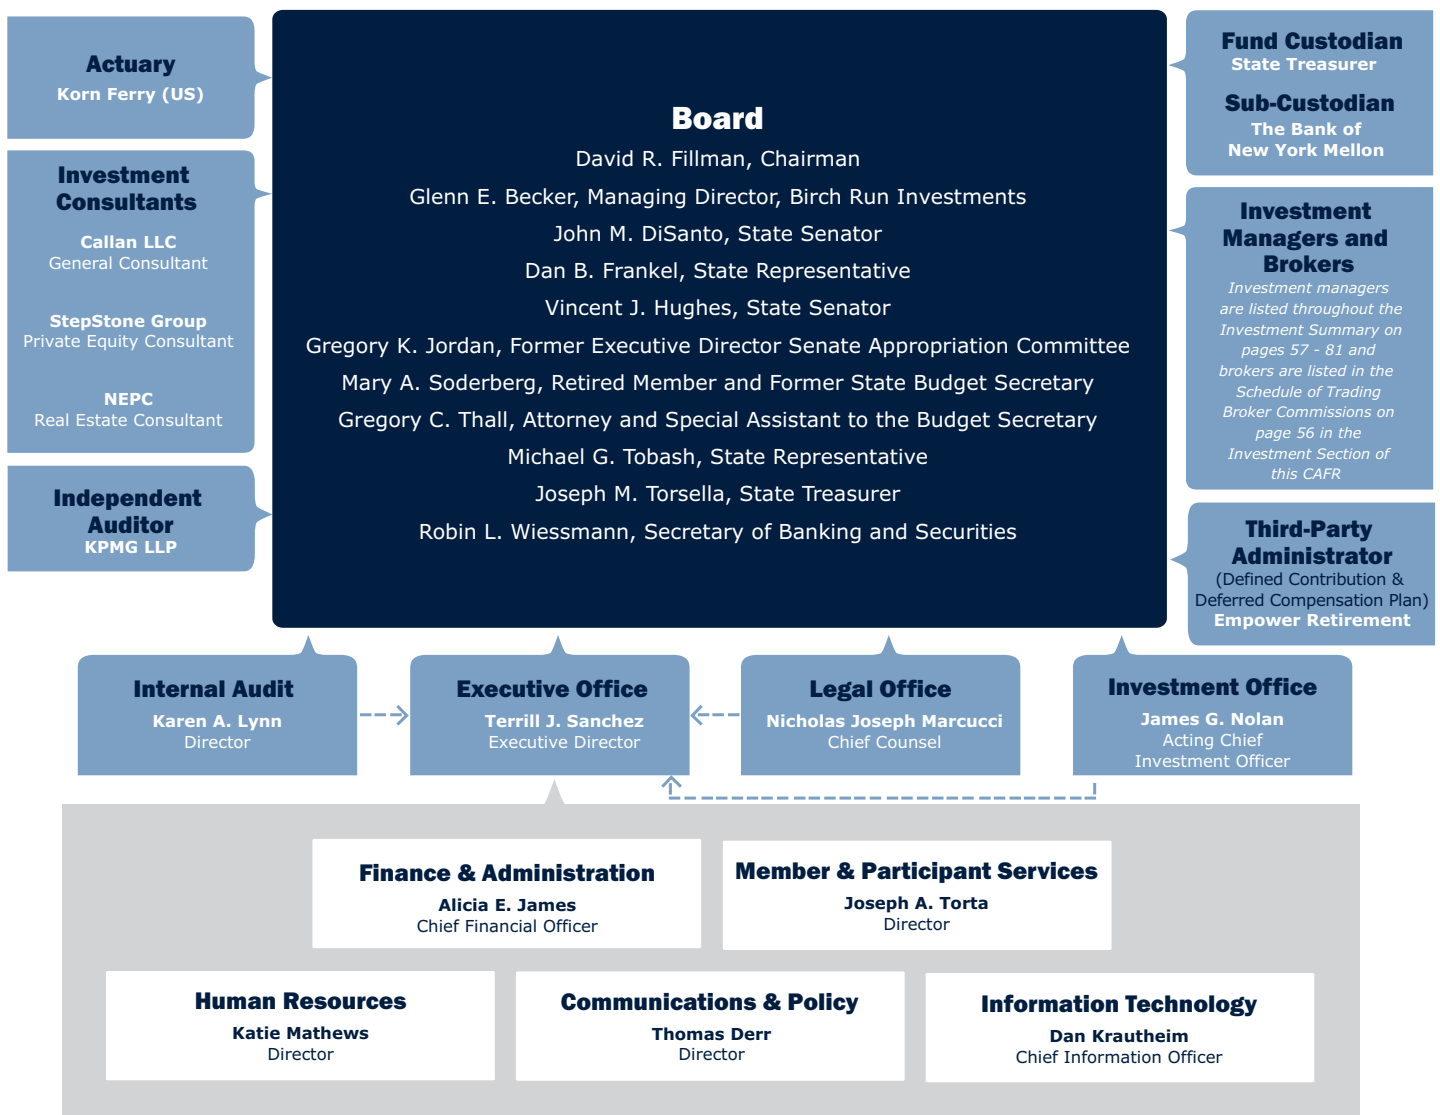 Actuary
Korn Ferry (US)
Investment
Consultants
Callan LLC
General Consultant
StepStone Group
Private Equity Consultant
NEPC
Real Estate Consultant
Independent
Auditor
KPMG LLP
Board
David R. Fillman, Chairman
Glenn E. Becker, Managing Director, Birch Run Investments
John M. DiSanto, State Senator
Dan B. Frankel, State Representative
Vincent J. Hughes, State Senator
Gregory K. Jordan, Former Executive Director Senate Appropriation Committee
Mary A. Soderberg, Retired Member and Former State Budget Secretary
Gregory C. Thall, Attorney and Special Assistant to the Budget Secretary
Michael G. Tobash, State Representative
Joseph M. Torsella, State Treasurer
Robin L. Wiessmann, Secretary of Banking and Securities
Fund Custodian
State Treasurer
Sub-Custodian
The Bank of
New York Mellon
Investment
Managers and
Brokers
Investment managers
are listed throughout the
Investment Summary on
pages 57 - 81 and
brokers are listed in the
Schedule of Trading
Broker Commissions on
page 56 in the
Investment Section of
this CAFR
Third-Party
Administrator
(Defined Contribution &
Deferred Compensation Plan)
Empower Retirement
Internal Audit
Karen A. Lynn
Director
Executive Office
Terrill J. Sanchez
Executive Director
Legal Office
Nicholas Joseph Marcucci
Chief Counsel
Investment Office
James G. Nolan
Acting Chief
Investment Officer
Finance & Administration
Alicia E. James
Chief Financial Officer
Member & Participant Services
Joseph A. Torta
Director
Human Resources
Katie Mathews
Director
Communications & Policy
Thomas Derr
Director
Information Technology
Dan Krautheim
Chief Information Officer